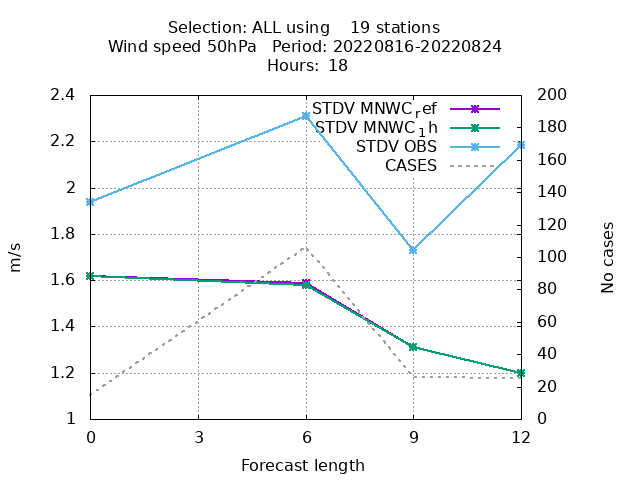 Selection: ALL using 19 stations
Wind speed 50hPa Period: 20220816-20220824
Hours: 18
2.4
2.2
2
1.8
1.6
1.4
1.2
1
200
180
160
140
120
100
80
60
40
20
0
STDV MNWC_ref
STDV MNWC_1h
STDV OBS
CASES
m/s
No cases
0 3 6 9 12
Forecast length